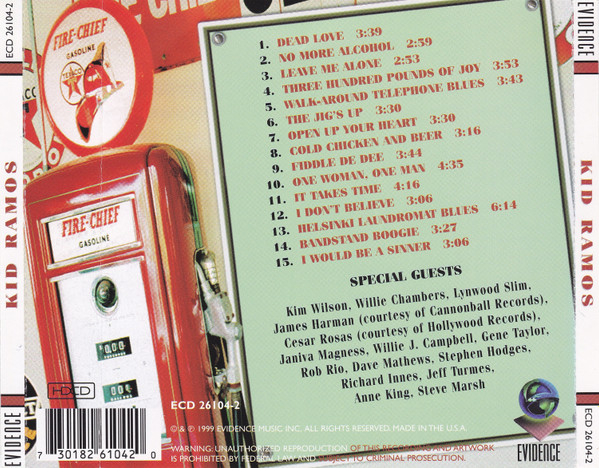 ECD 26104-2
KID RAMOS
EVIDENCE
FIRE-CHIEF
GASOLINE
TEXACO
FIRE-CHIEF
GASOLINE
1. DEAD LOVE 3:39
2. NO MORE ALCOHOL 2:59
3. LEAVE ME ALONE 2:53
4. THREE HUNDRED POUNDS OF JOY 3:53
5. WALK-AROUND TELEPHONE BLUES 3:43
6. THE JIG'S UP 3:30
7. OPEN UP YOUR HEART 3:30
8. COLD CHICKEN AND BEER 3:16
9. FIDDLE DE DEE 3:44
10. ONE WOMAN, ONE MAN 4:35
11. IT TAKES TIME 4:16
12. I DON'T BELIEVE 3:06
13. HELSINKI LAUNDROMAT BLUES 6:14
14. BANDSTAND BOOGIE 3:27
15. I WOULD BE A SINNER 3:06
SPECIAL GUESTS
Kim Wilson, Willie Chambers, Lynwood Slim,
James Harman (courtesy of Cannonball Records),
Cesar Rosas (courtesy of Hollywood Records),
Janiva Magness, Willie J. Campbell, Gene Taylor,
Rob Rio, Dave Mathews, Stephen Hodges,
Richard Innes, Jeff Turmes,
Anne King, Steve Marsh
HDCD
7 30182 61042 0
ECD 26104-2
© & ℗ 1999 EVIDENCE MUSIC INC. ALL RIGHTS RESERVED. MADE IN THE U.S.A.
WARNING: UNAUTHORIZED REPRODUCTION OF THIS RECORDING AND ARTWORK
IS PROHIBITED BY FEDERAL LAW AND SUBJECT TO CRIMINAL PROSECUTION.
EVIDENCE
EVIDENCE
KID RAMOS
ECD 26104-2